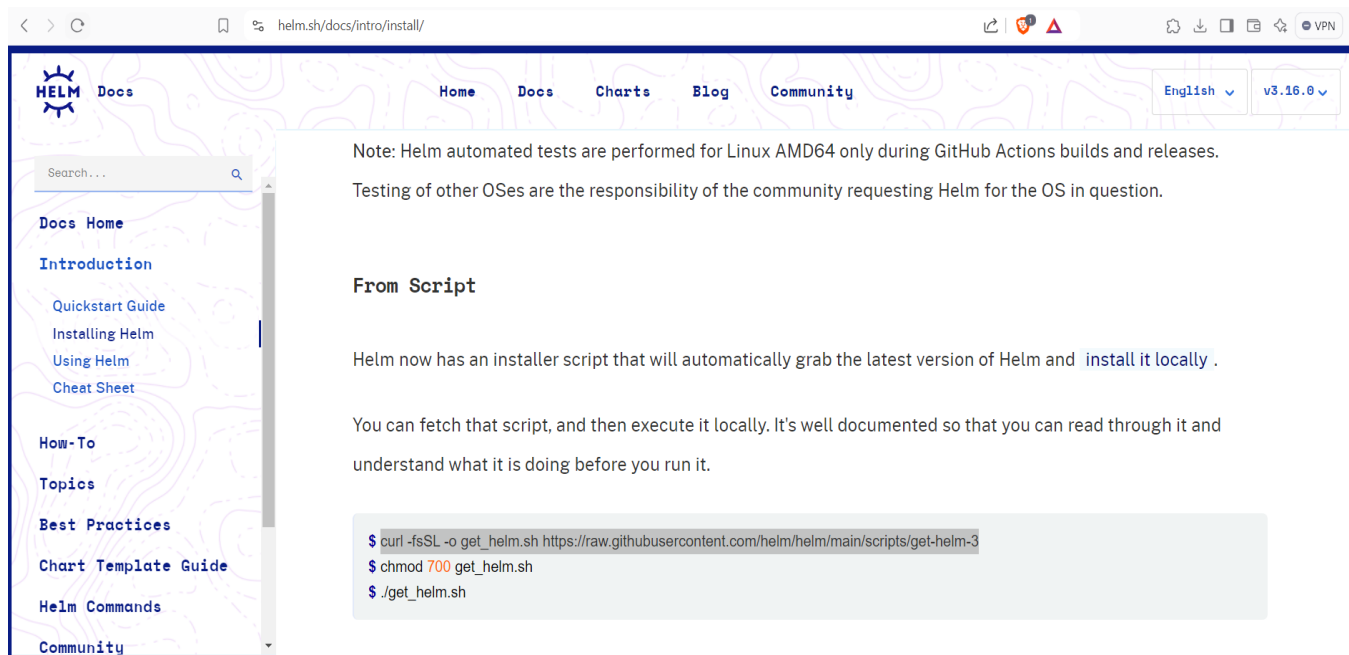 helm.sh/docs/intro/install/
1
VPN
HELM
Docs
Home
Docs
Charts
Blog
Community
English
v3.16.0
Search...
Docs Home
Introduction
Quickstart Guide
Installing Helm
Using Helm
Cheat Sheet
How-To
Topics
Best Practices
Chart Template Guide
Helm Commands
Community
Note: Helm automated tests are performed for Linux AMD64 only during GitHub Actions builds and releases.
Testing of other OSes are the responsibility of the community requesting Helm for the OS in question.
From Script
Helm now has an installer script that will automatically grab the latest version of Helm and install it locally .
You can fetch that script, and then execute it locally. It's well documented so that you can read through it and
understand what it is doing before you run it.
$ curl -fsSL -o get_helm.sh https://raw.githubusercontent.com/helm/helm/main/scripts/get-helm-3
$ chmod 700 get_helm.sh
$ ./get_helm.sh